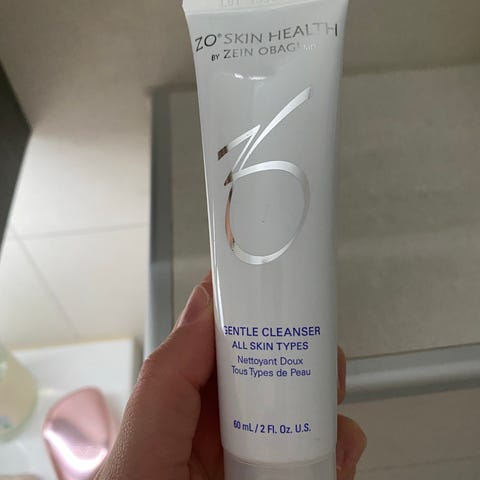 ZO® SKIN HEALTH
BY ZEIN OBAGI MD
GENTLE CLEANSER
ALL SKIN TYPES
Nettoyant Doux
Tous Types de Peau
60 mL / 2 Fl. Oz. U.S.